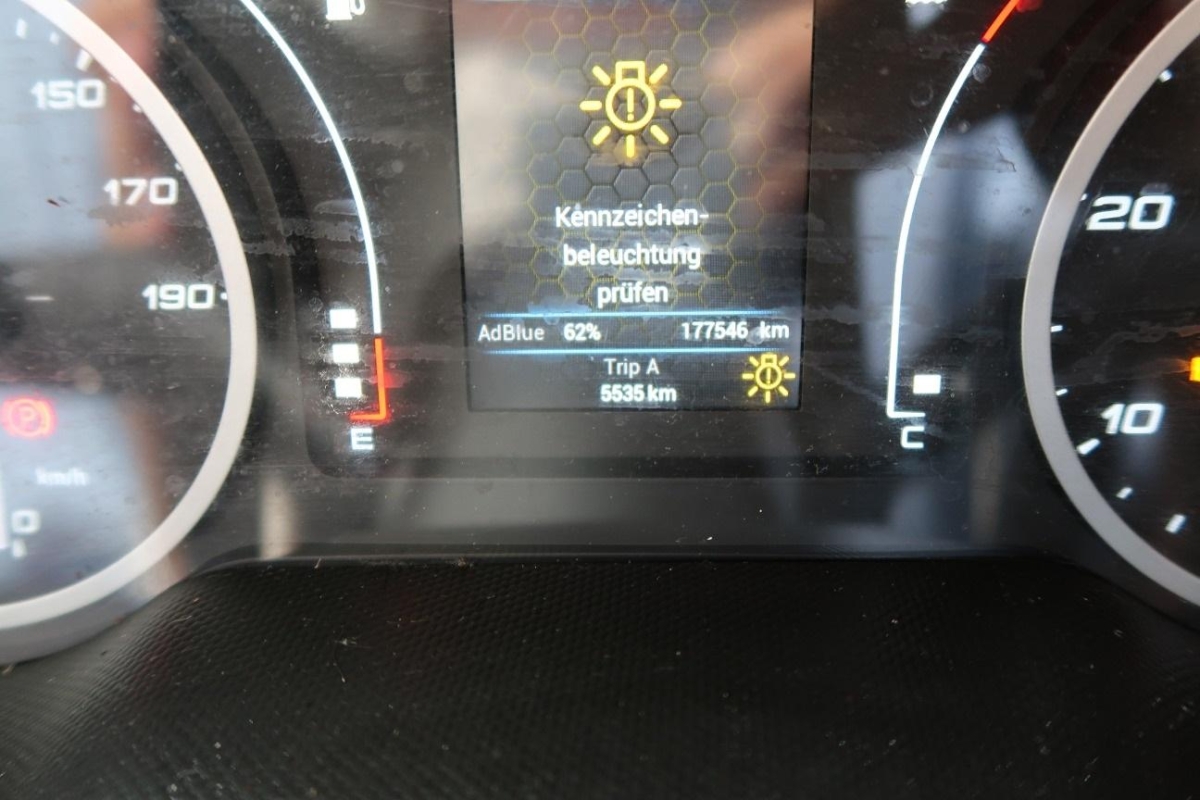 150
170
190
km/h
0
Kennzeichen-
beleuchtung
prüfen
AdBlue 62% 177546 km
Trip A
5535 km
E
C
20
10
P